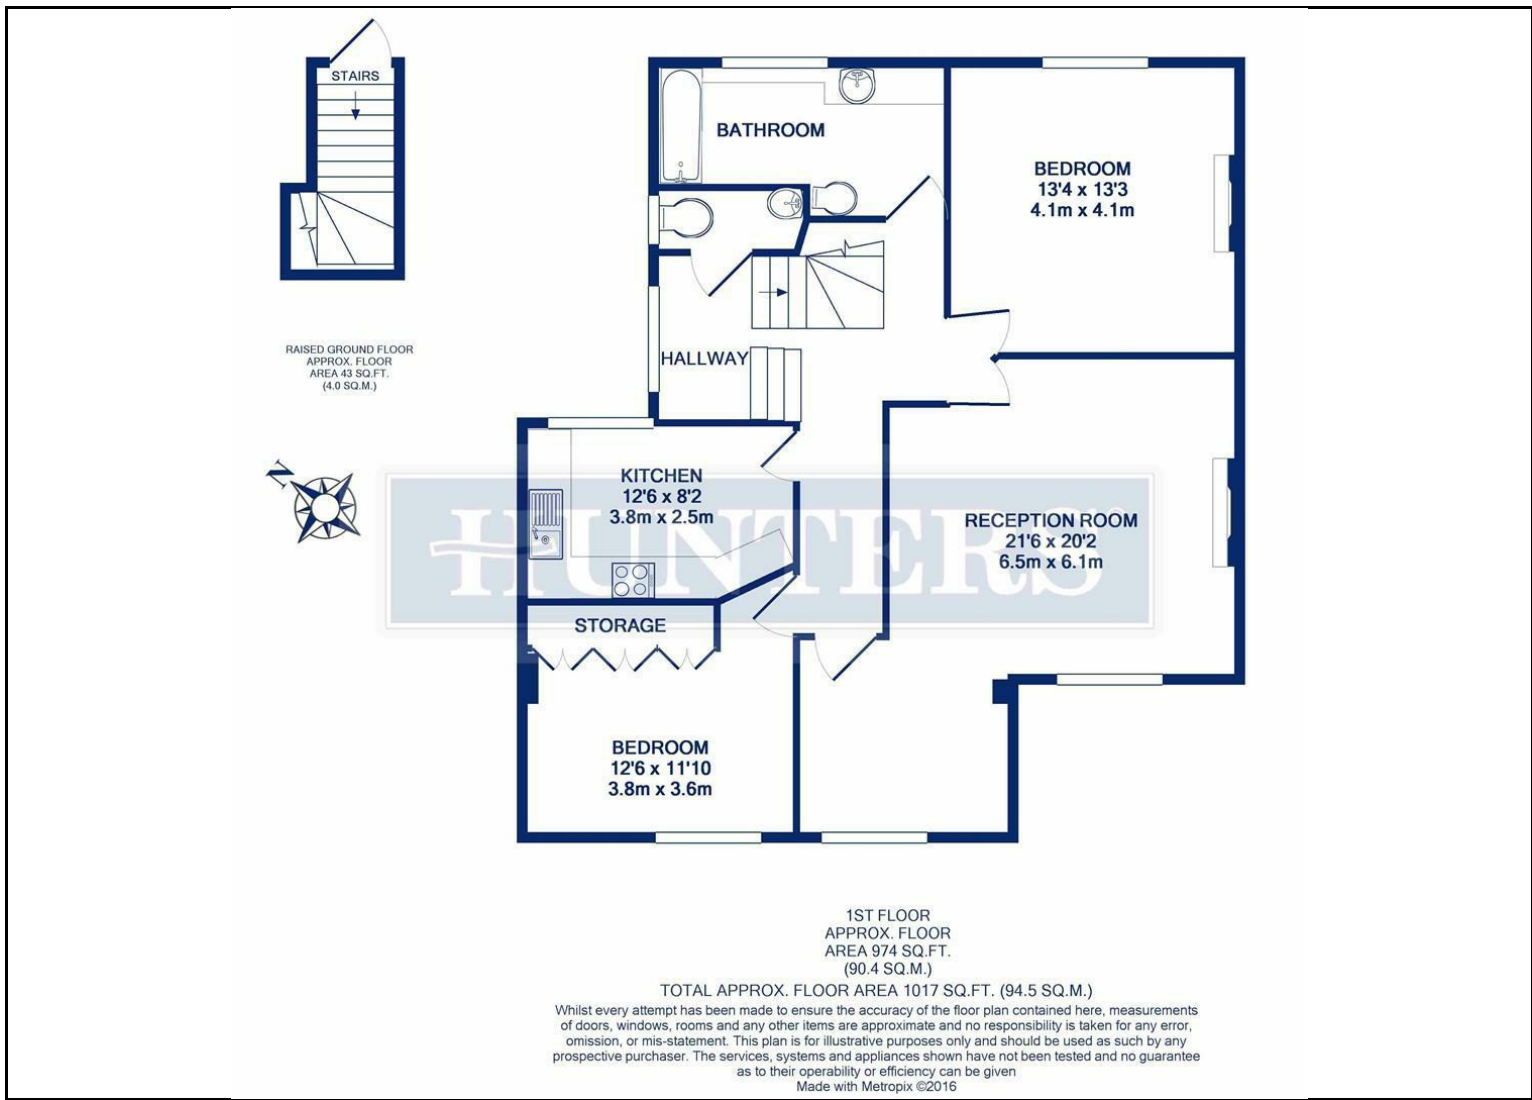 STAIRS
RAISED GROUND FLOOR
APPROX. FLOOR
AREA 43 SQ.FT.
(4.0 SQ.M.)
N
BATHROOM
BEDROOM
13'4 x 13'3
4.1m x 4.1m
HALLWAY
KITCHEN
12'6 x 8'2
3.8m x 2.5m
RECEPTION ROOM
21'6 x 20'2
6.5m x 6.1m
HUNTERS
STORAGE
BEDROOM
12'6 x 11'10
3.8m x 3.6m
1ST FLOOR
APPROX. FLOOR
AREA 974 SQ.FT.
(90.4 SQ.M.)
TOTAL APPROX. FLOOR AREA 1017 SQ.FT. (94.5 SQ.M.)
Whilst every attempt has been made to ensure the accuracy of the floor plan contained here, measurements
of doors, windows, rooms and any other items are approximate and no responsibility is taken for any error,
omission, or mis-statement. This plan is for illustrative purposes only and should be used as such by any
prospective purchaser. The services, systems and appliances shown have not been tested and no guarantee
as to their operability or efficiency can be given
Made with Metropix ©2016